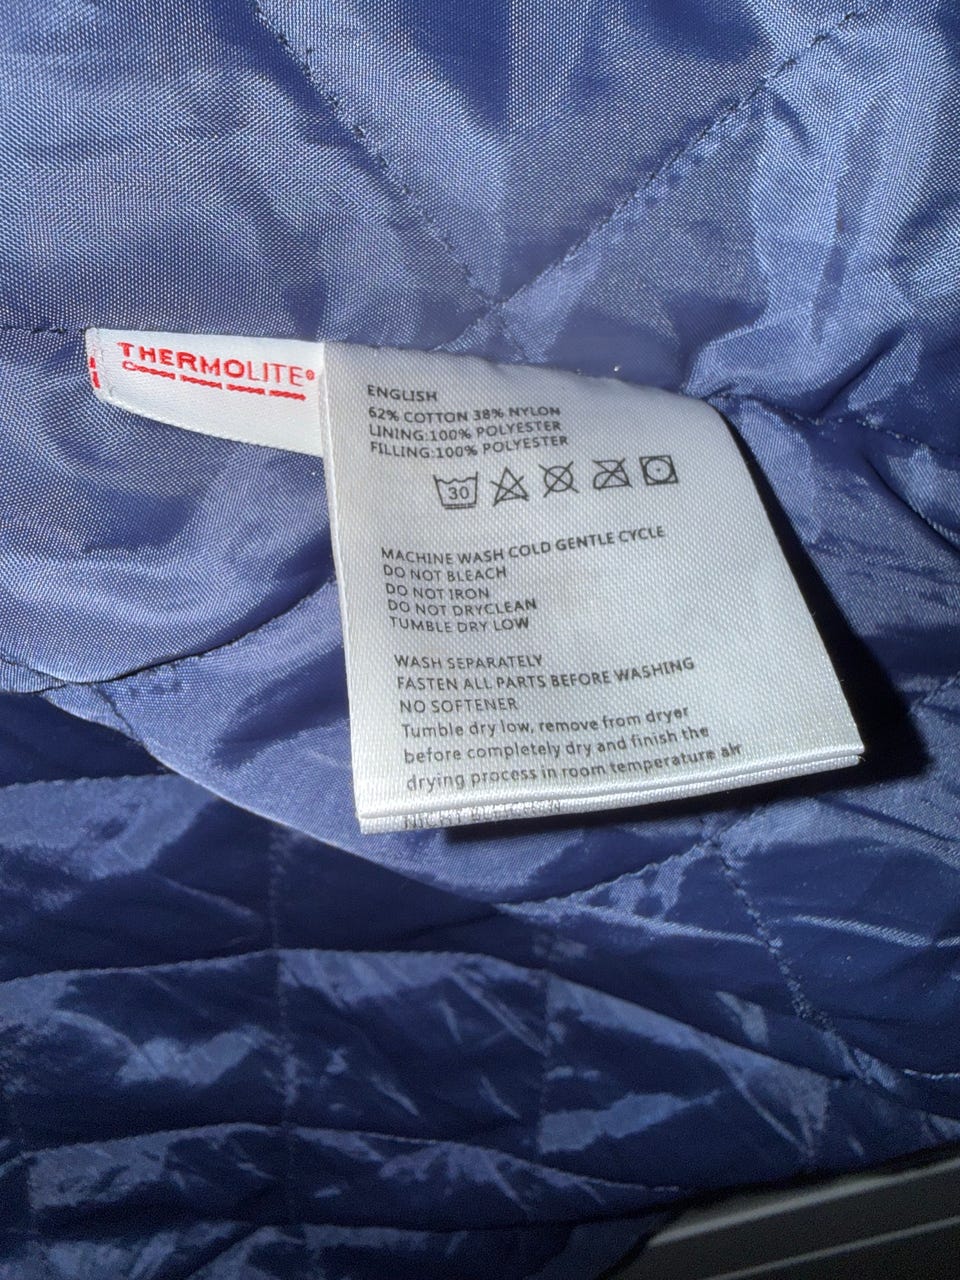 THERMOLITE®
ENGLISH
62% COTTON 38% NYLON
LINING:100% POLYESTER
FILLING:100% POLYESTER
30
MACHINE WASH COLD GENTLE CYCLE
DO NOT BLEACH
DO NOT IRON
DO NOT DRYCLEAN
TUMBLE DRY LOW
WASH SEPARATELY
FASTEN ALL PARTS BEFORE WASHING
NO SOFTENER
Tumble dry low, remove from dryer
before completely dry and finish the
drying process in room temperature air